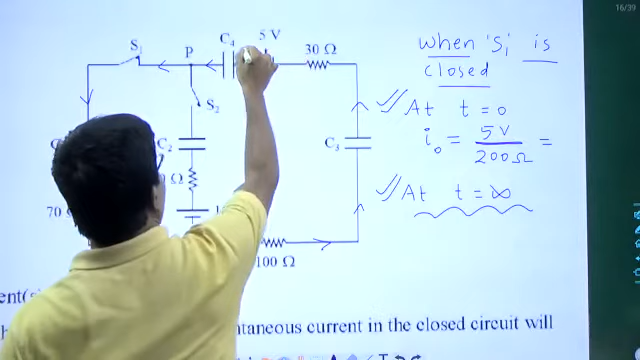 16/39
When 'S₁' is
closed
S₁
P
C₄
5 V
30 Ω
S₂
At t = 0
C₂
C₃
i₀ = 5V / 200Ω =
At t = ∞
70
100 Ω
ntaneous current in the closed circuit will